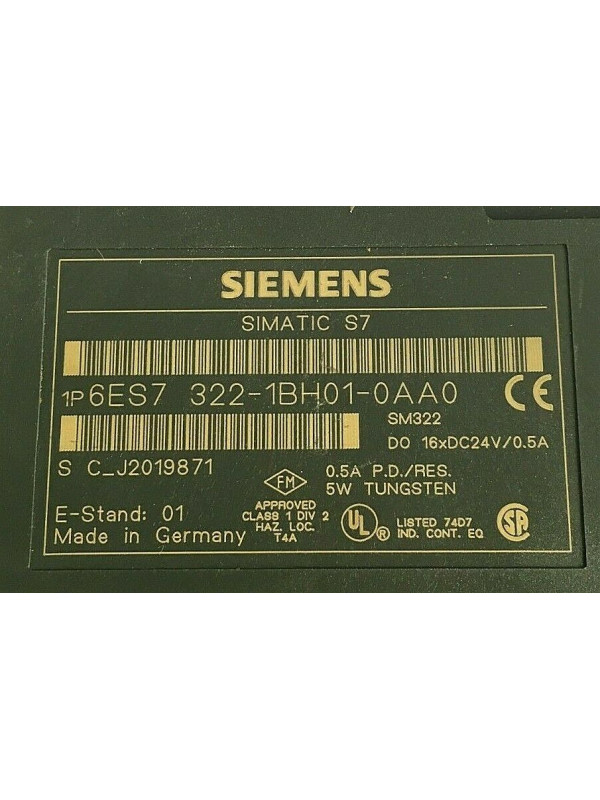 SIEMENS
SIMATIC S7
1P 6ES7 322-1BH01-0AA0
CE
SM322
DO 16xDC24V/0.5A
S C_J2019871
FM
0.5A P.D./RES.
5W TUNGSTEN
APPROVED
CLASS 1 DIV 2
HAZ. LOC.
T4A
E-Stand: 01
Made in Germany
UL ®
LISTED 74D7
IND. CONT. EQ
SA